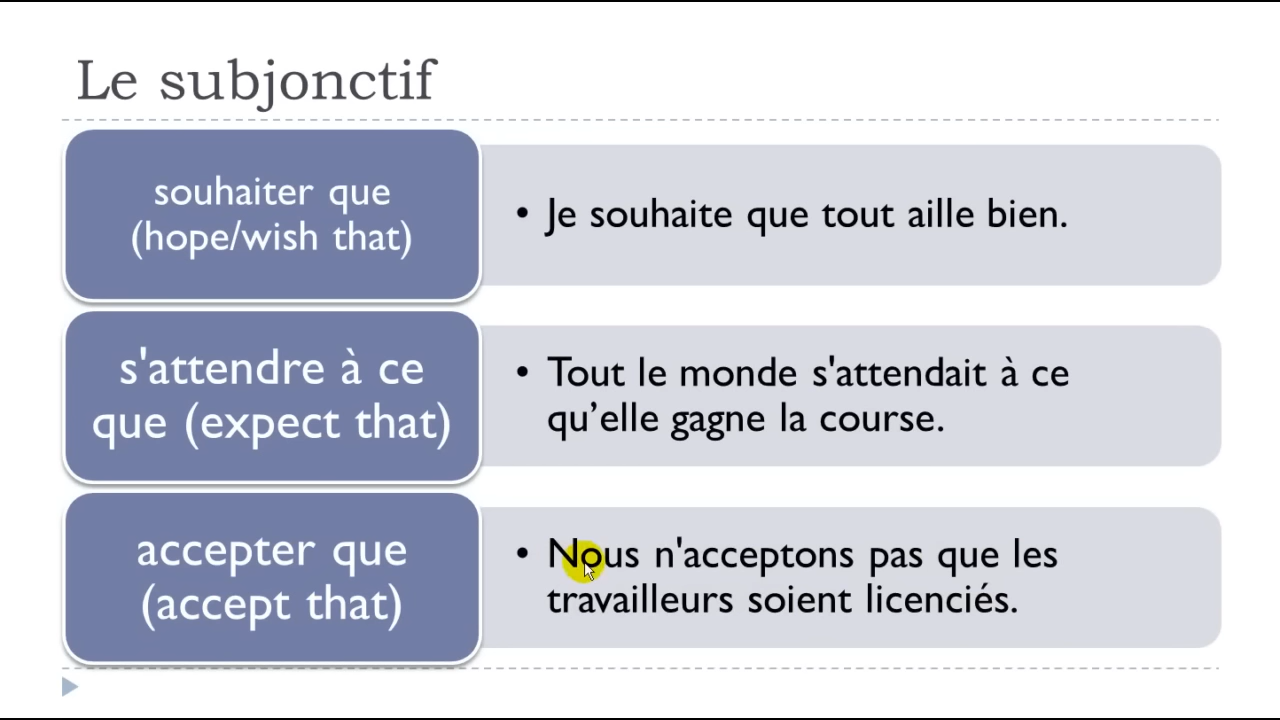 Le subjonctif
souhaiter que
(hope/wish that)
• Je souhaite que tout aille bien.
s'attendre à ce
que (expect that)
• Tout le monde s'attendait à ce
qu’elle gagne la course.
accepter que
(accept that)
• Nous n'acceptons pas que les
travailleurs soient licenciés.